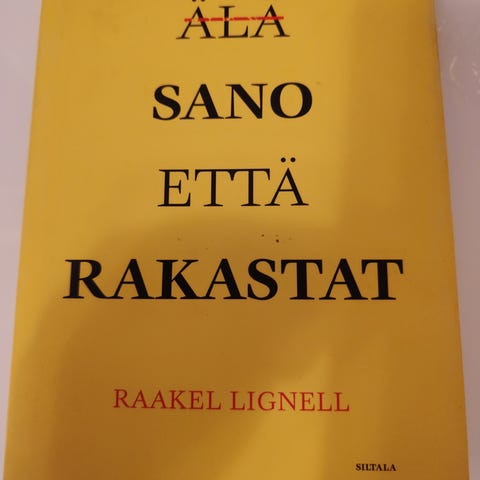 ÄLÄ
SANO
ETTÄ
RAKASTAT
RAAKEL LIGNELL
SILTALA